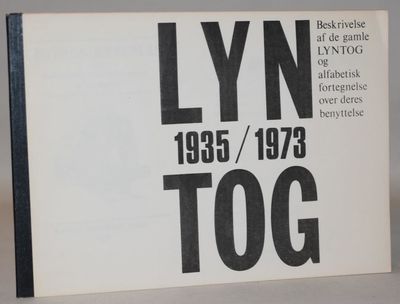 LYN
1935/1973
TOG
Beskrivelse
af de gamle
LYNTOG
og
alfabetisk
fortegnelse
over deres
benyttelse